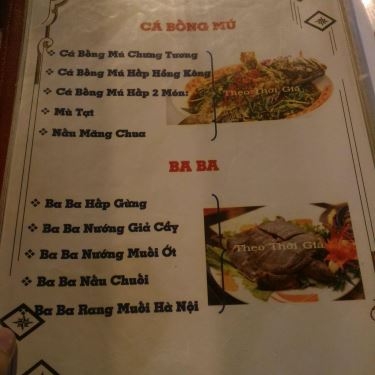 CÁ BỒNG MÚ
Cá Bồng Mú Chưng Tương
Cá Bồng Mú Hấp Hồng Kông
Cá Bồng Mú Hấp 2 Món:
Mù Tạt
Nấu Măng Chua
Theo Thời Giá
BA BA
Ba Ba Hấp Gừng
Ba Ba Nướng Giả Cầy
Ba Ba Nướng Muối Ớt
Ba Ba Nấu Chuối
Ba Ba Rang Muối Hà Nội
Theo Thời Giá